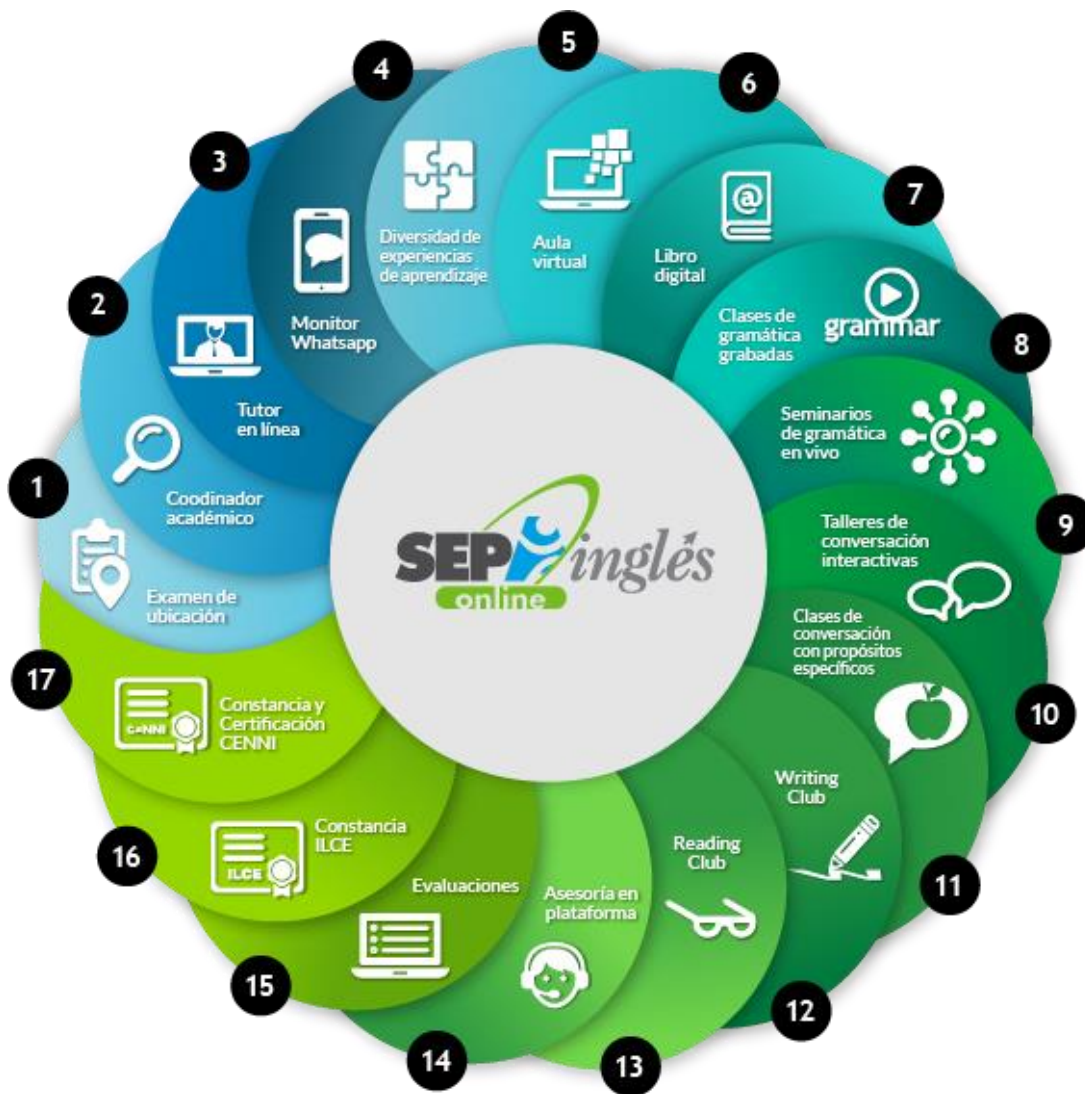 1
Examen de
ubicación
2
Coodinador
académico
3
Tutor
en línea
4
Monitor
Whatsapp
5
Diversidad de
experiencias
de aprendizaje
6
Aula
virtual
7
Libro
digital
8
Clases de
gramática
grabadas
grammar
9
Seminarios
de gramática
en vivo
10
Talleres de
conversación
interactivas
11
Clases de
conversación
con propósitos
específicos
12
Writing
Club
13
Reading
Club
14
Asesoría en
plataforma
15
Evaluaciones
16
Constancia
ILCE
ILCE
17
Constancia y
Certificación
CENNI
CENNI
SEP inglés
online
@